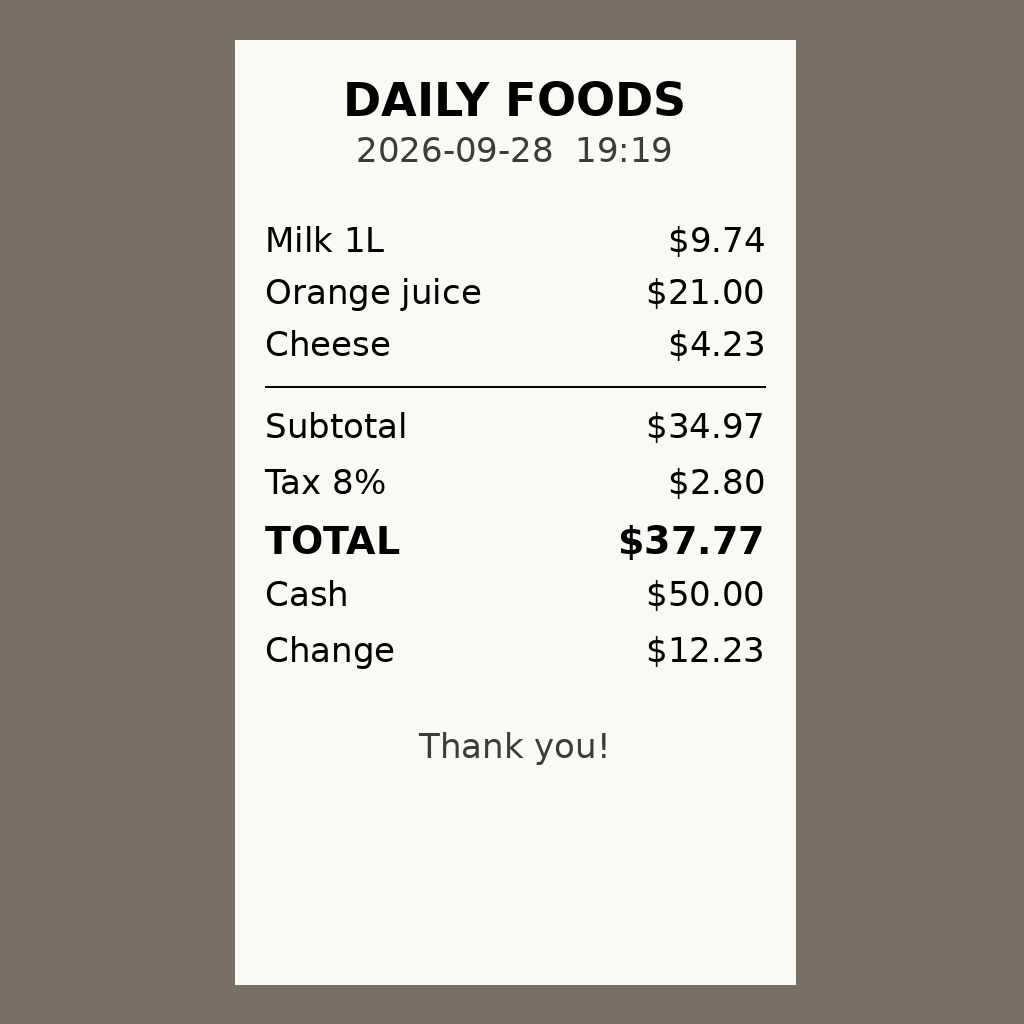 DAILY FOODS
2026-09-28  19:19
Milk 1L $9.74
Orange juice $21.00
Cheese $4.23
Subtotal $34.97
Tax 8% $2.80
TOTAL $37.77
Cash $50.00
Change $12.23
Thank you!